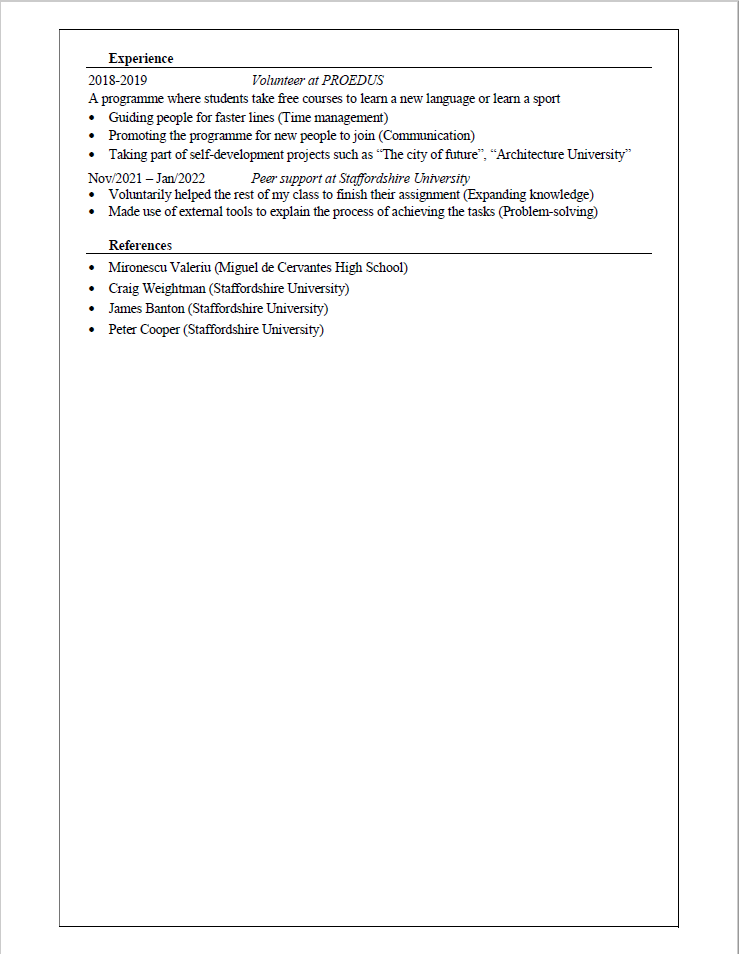 Experience
2018-2019 Volunteer at PROEDUS
A programme where students take free courses to learn a new language or learn a sport
• Guiding people for faster lines (Time management)
• Promoting the programme for new people to join (Communication)
• Taking part of self-development projects such as “The city of future”, “Architecture University”
Nov/2021 – Jan/2022 Peer support at Staffordshire University
• Voluntarily helped the rest of my class to finish their assignment (Expanding knowledge)
• Made use of external tools to explain the process of achieving the tasks (Problem-solving)
References
• Mironescu Valeriu (Miguel de Cervantes High School)
• Craig Weightman (Staffordshire University)
• James Banton (Staffordshire University)
• Peter Cooper (Staffordshire University)